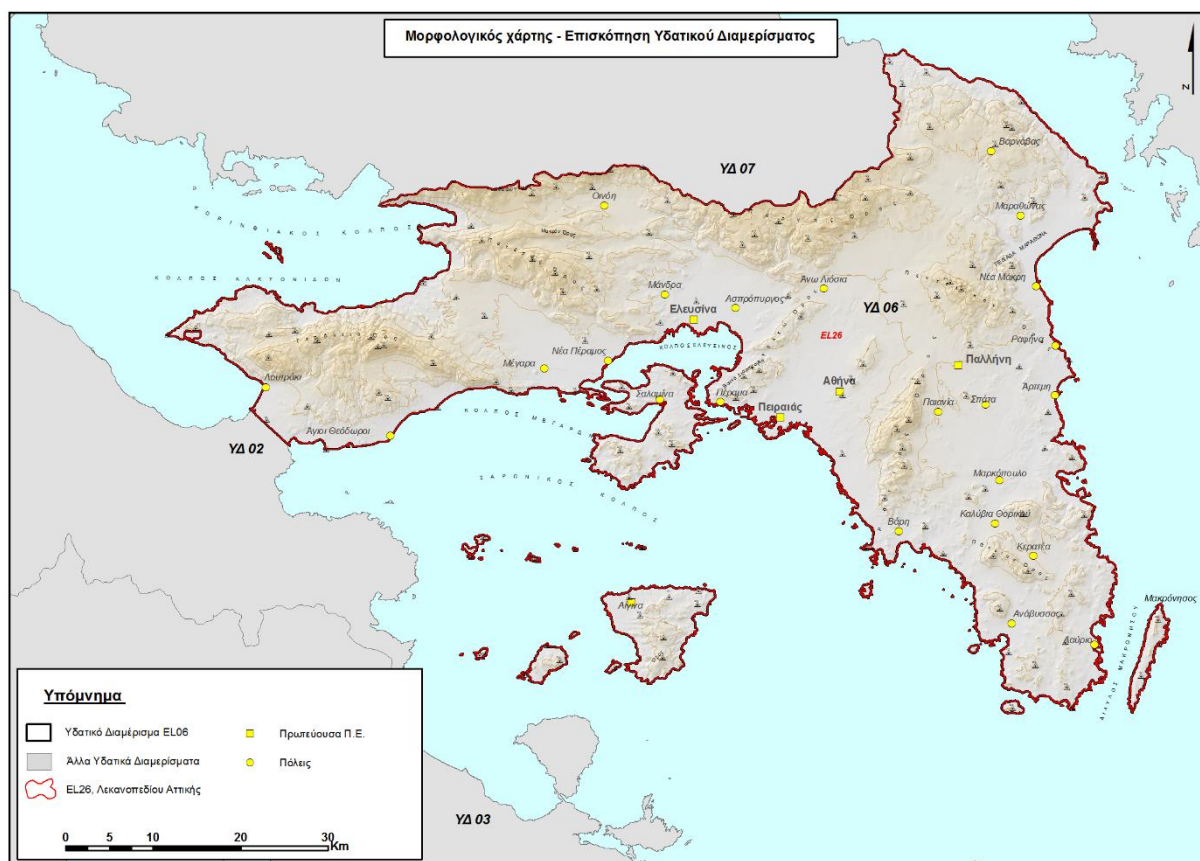 Μορφολογικός χάρτης - Επισκόπηση Υδατικού Διαμερίσματος
N
ΥΔ 07
Βαρνάβας
Οινόη
Μαραθώνας
ΚΟΡΙΝΘΙΑΚΟΣ ΚΟΛΠΟΣ
ΠΕΔΙΑΔΑ ΜΑΡΑΘΩΝΑ
ΚΟΛΠΟΣ ΑΛΚΥΟΝΙΔΩΝ
Μάνδρα
Άνω Λιόσια
Νέα Μάκρη
Ασπρόπυργος
ΥΔ 06
Ελευσίνα
EL26
ΚΟΛΠΟΣ ΕΛΕΥΣΙΝΟΣ
Ραφήνα
Νέα Πέραμος
Μέγαρα
Παλλήνη
Λουτράκι
Αθήνα
Άρτεμη
Σαλαμίνα
Πέραμα
Σπάτα
Παιανία
Πειραιάς
ΚΟΛΠΟΣ ΜΕΓΑΡΩΝ
Άγιοι Θεόδωροι
ΥΔ 02
ΣΑΡΩΝΙΚΟΣ ΚΟΛΠΟΣ
Μαρκόπουλο
Βάρη
Καλύβια Θορικού
Κερατέα
Αίγινα
Μακρόνησος
Ανάβυσσος
Λαύριο
ΔΙΑΥΛΟΣ ΜΑΚΡΟΝΗΣΟΥ
Υπόμνημα
Υδατικό Διαμέρισμα EL06
Πρωτεύουσα Π.Ε.
Άλλα Υδατικά Διαμερίσματα
Πόλεις
EL26, Λεκανοπεδίου Αττικής
0 5 10 20 30
Km
ΥΔ 03